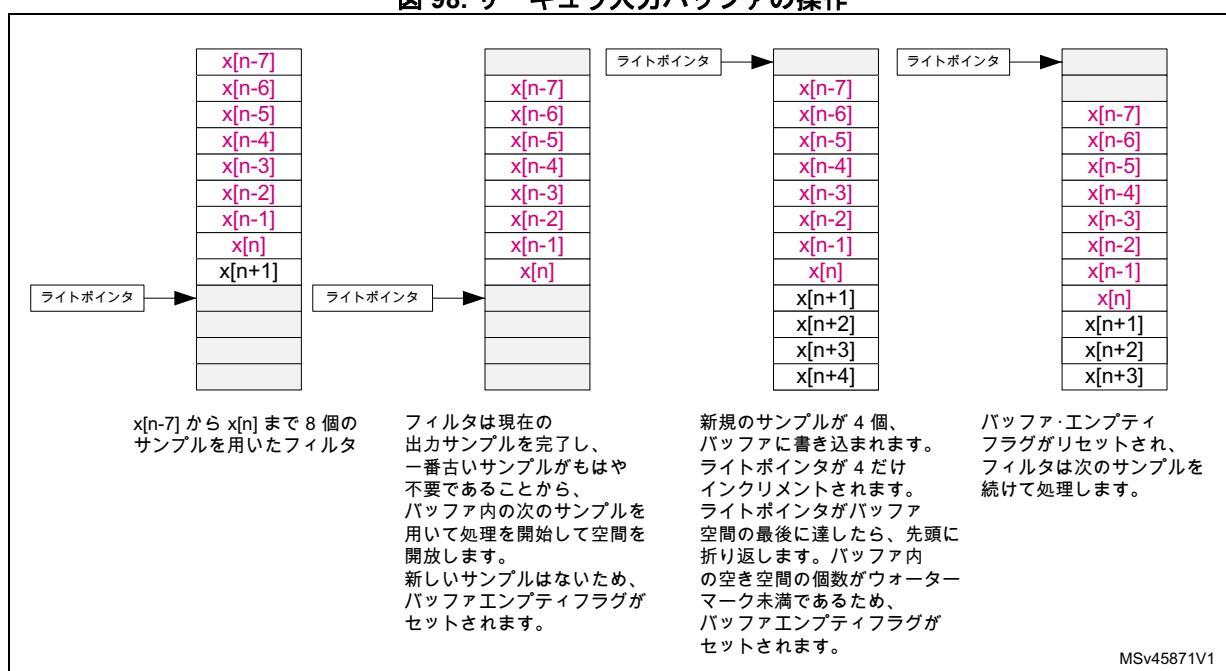 図 98. サーキュラ入力バッファの操作
x[n-7]
x[n-6]
x[n-5]
x[n-4]
x[n-3]
x[n-2]
x[n-1]
x[n]
x[n+1]
ライトポインタ
x[n-7] から x[n] まで 8 個の
サンプルを用いたフィルタ
x[n-7]
x[n-6]
x[n-5]
x[n-4]
x[n-3]
x[n-2]
x[n-1]
x[n]
ライトポインタ
フィルタは現在の
出力サンプルを完了し、
一番古いサンプルがもはや
不要であることから、
バッファ内の次のサンプルを
用いて処理を開始して空間を
開放します。
新しいサンプルはないため、
バッファエンプティフラグが
セットされます。
ライトポインタ
x[n-7]
x[n-6]
x[n-5]
x[n-4]
x[n-3]
x[n-2]
x[n-1]
x[n]
x[n+1]
x[n+2]
x[n+3]
x[n+4]
新規のサンプルが 4 個、
バッファに書き込まれます。
ライトポインタが 4 だけ
インクリメントされます。
ライトポインタがバッファ
空間の最後に達したら、先頭に
折り返します。バッファ内
の空き空間の個数がウォーター
マーク未満であるため、
バッファエンプティフラグが
セットされます。
ライトポインタ
x[n-7]
x[n-6]
x[n-5]
x[n-4]
x[n-3]
x[n-2]
x[n-1]
x[n]
x[n+1]
x[n+2]
x[n+3]
バッファ·エンプティ
フラグがリセットされ、
フィルタは次のサンプルを
続けて処理します。
MSv45871V1